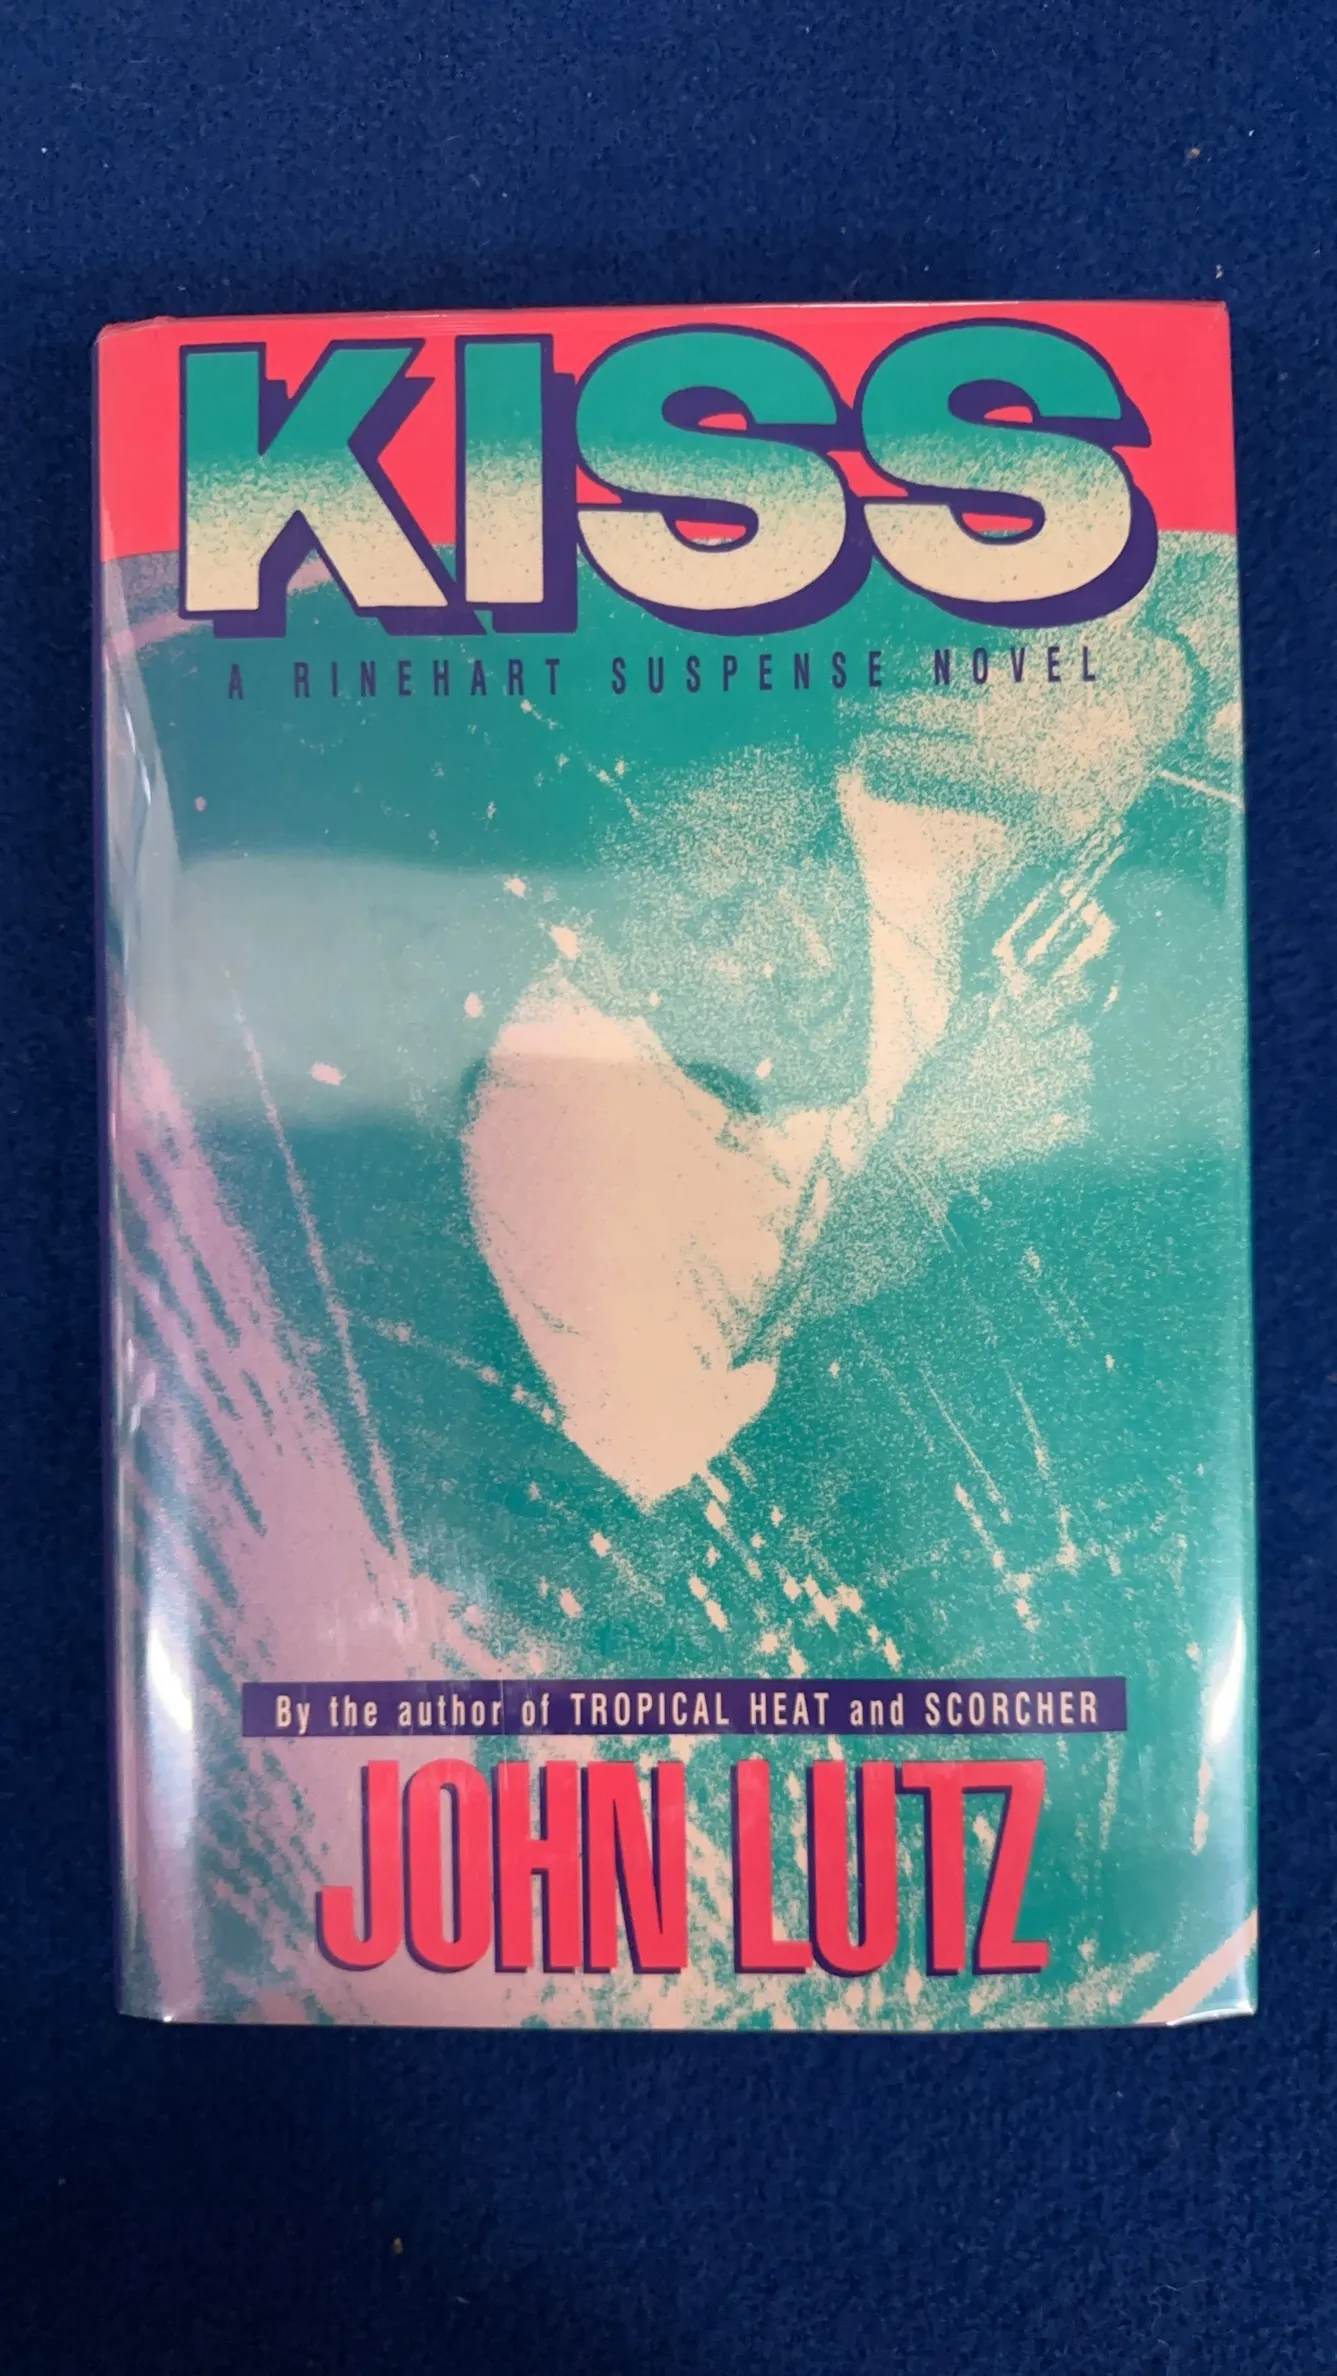 KISS
A RINEHART SUSPENSE NOVEL
By the author of TROPICAL HEAT and SCORCHER
JOHN LUTZ